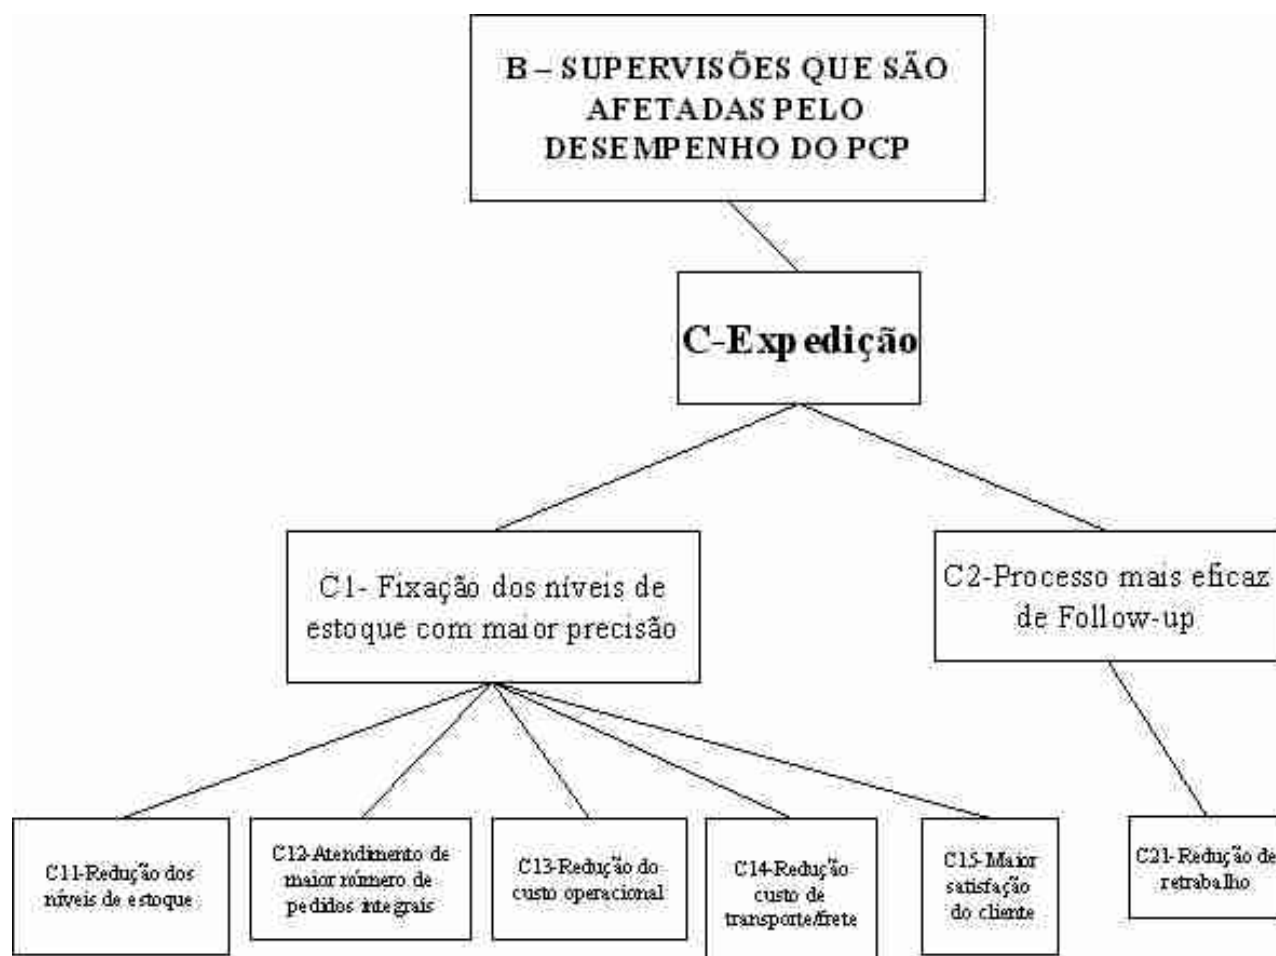 B – SUPERVISÕES QUE SÃO
AFETADAS PELO
DESEMPENHO DO PCP
C-Expedição
C1- Fixação dos níveis de
estoque com maior precisão
C2-Processo mais eficaz
de Follow-up
C11-Redução dos
níveis de estoque
C12-Atendimento de
maior número de
pedidos integrais
C13-Redução do
custo operacional
C14-Redução
custo de
transporte/frete
C15-Maior
satisfação
do cliente
C21-Redução de
retrabalho